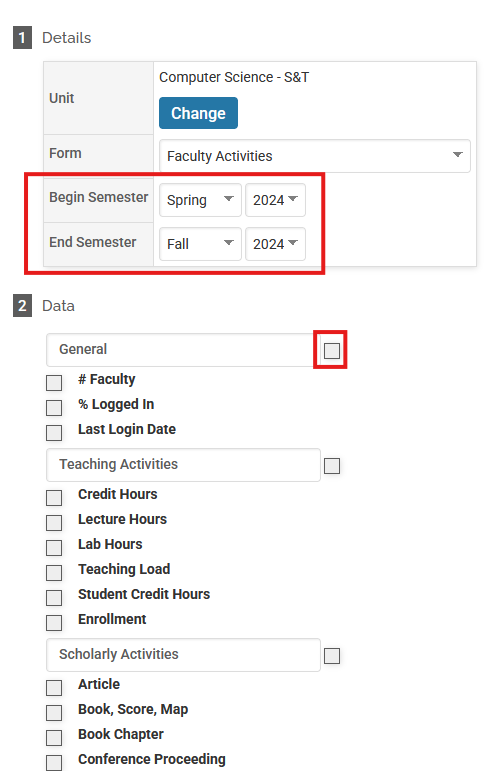 1 Details
Unit
Computer Science - S&T
Change
Form Faculty Activities
Begin Semester Spring 2024
End Semester Fall 2024
2 Data
General
# Faculty
% Logged In
Last Login Date
Teaching Activities
Credit Hours
Lecture Hours
Lab Hours
Teaching Load
Student Credit Hours
Enrollment
Scholarly Activities
Article
Book, Score, Map
Book Chapter
Conference Proceeding